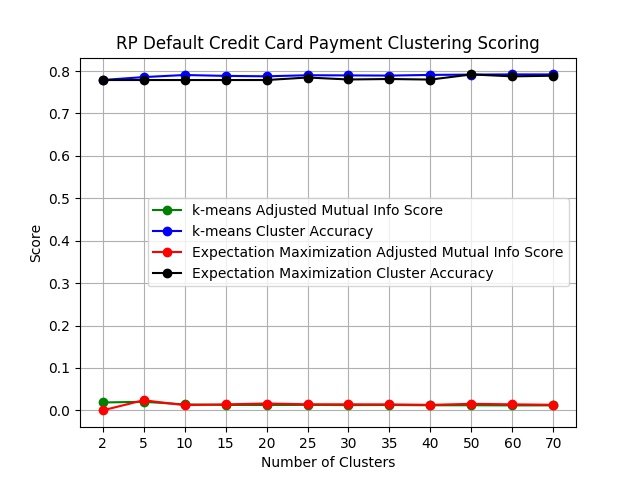 RP Default Credit Card Payment Clustering Scoring
0.8
0.7
0.6
0.5
0.4
0.3
0.2
0.1
0.0
Score
k-means Adjusted Mutual Info Score
k-means Cluster Accuracy
Expectation Maximization Adjusted Mutual Info Score
Expectation Maximization Cluster Accuracy
2 5 10 15 20 25 30 35 40 50 60 70
Number of Clusters